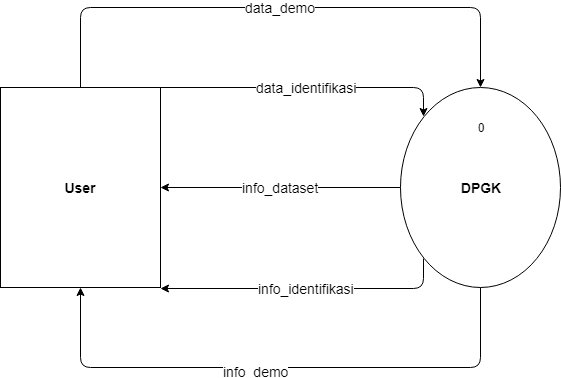 data_demo
data_identifikasi
0
User
info_dataset
DPGK
info_identifikasi
info_demo